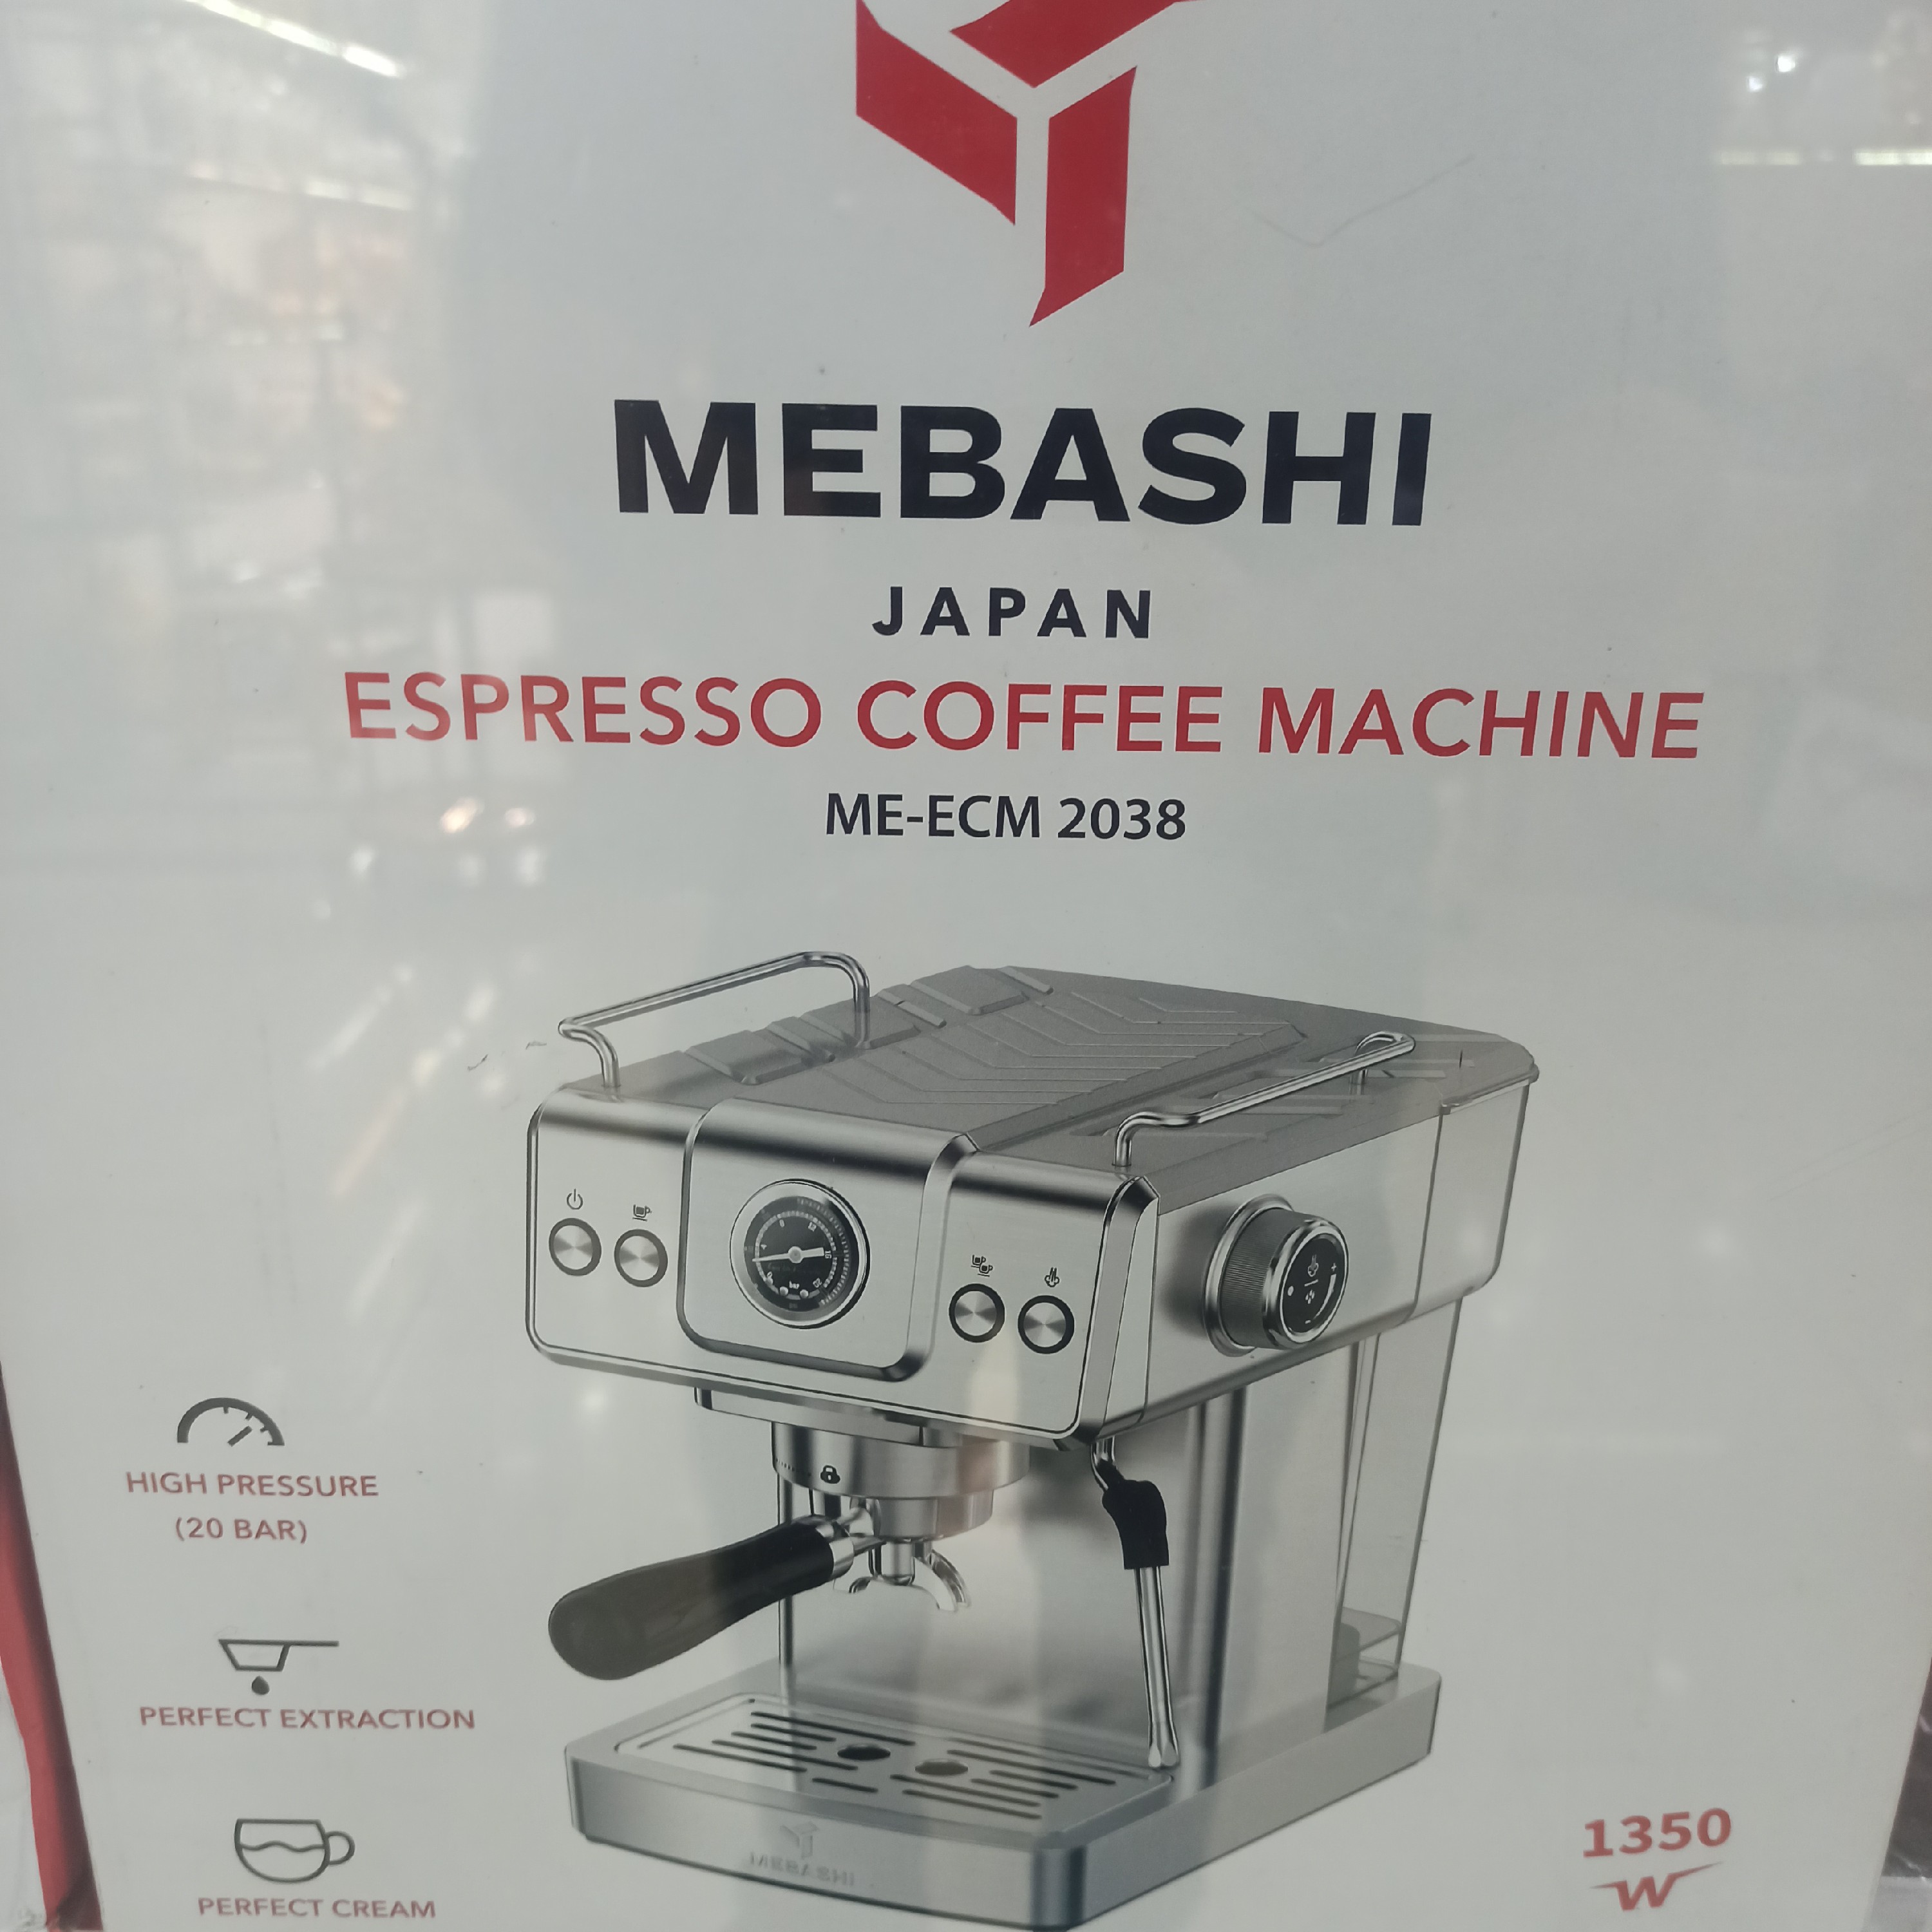 MEBASHI
JAPAN
ESPRESSO COFFEE MACHINE
ME-ECM 2038
HIGH PRESSURE
(20 BAR)
PERFECT EXTRACTION
PERFECT CREAM
MEBASHI
1350
W